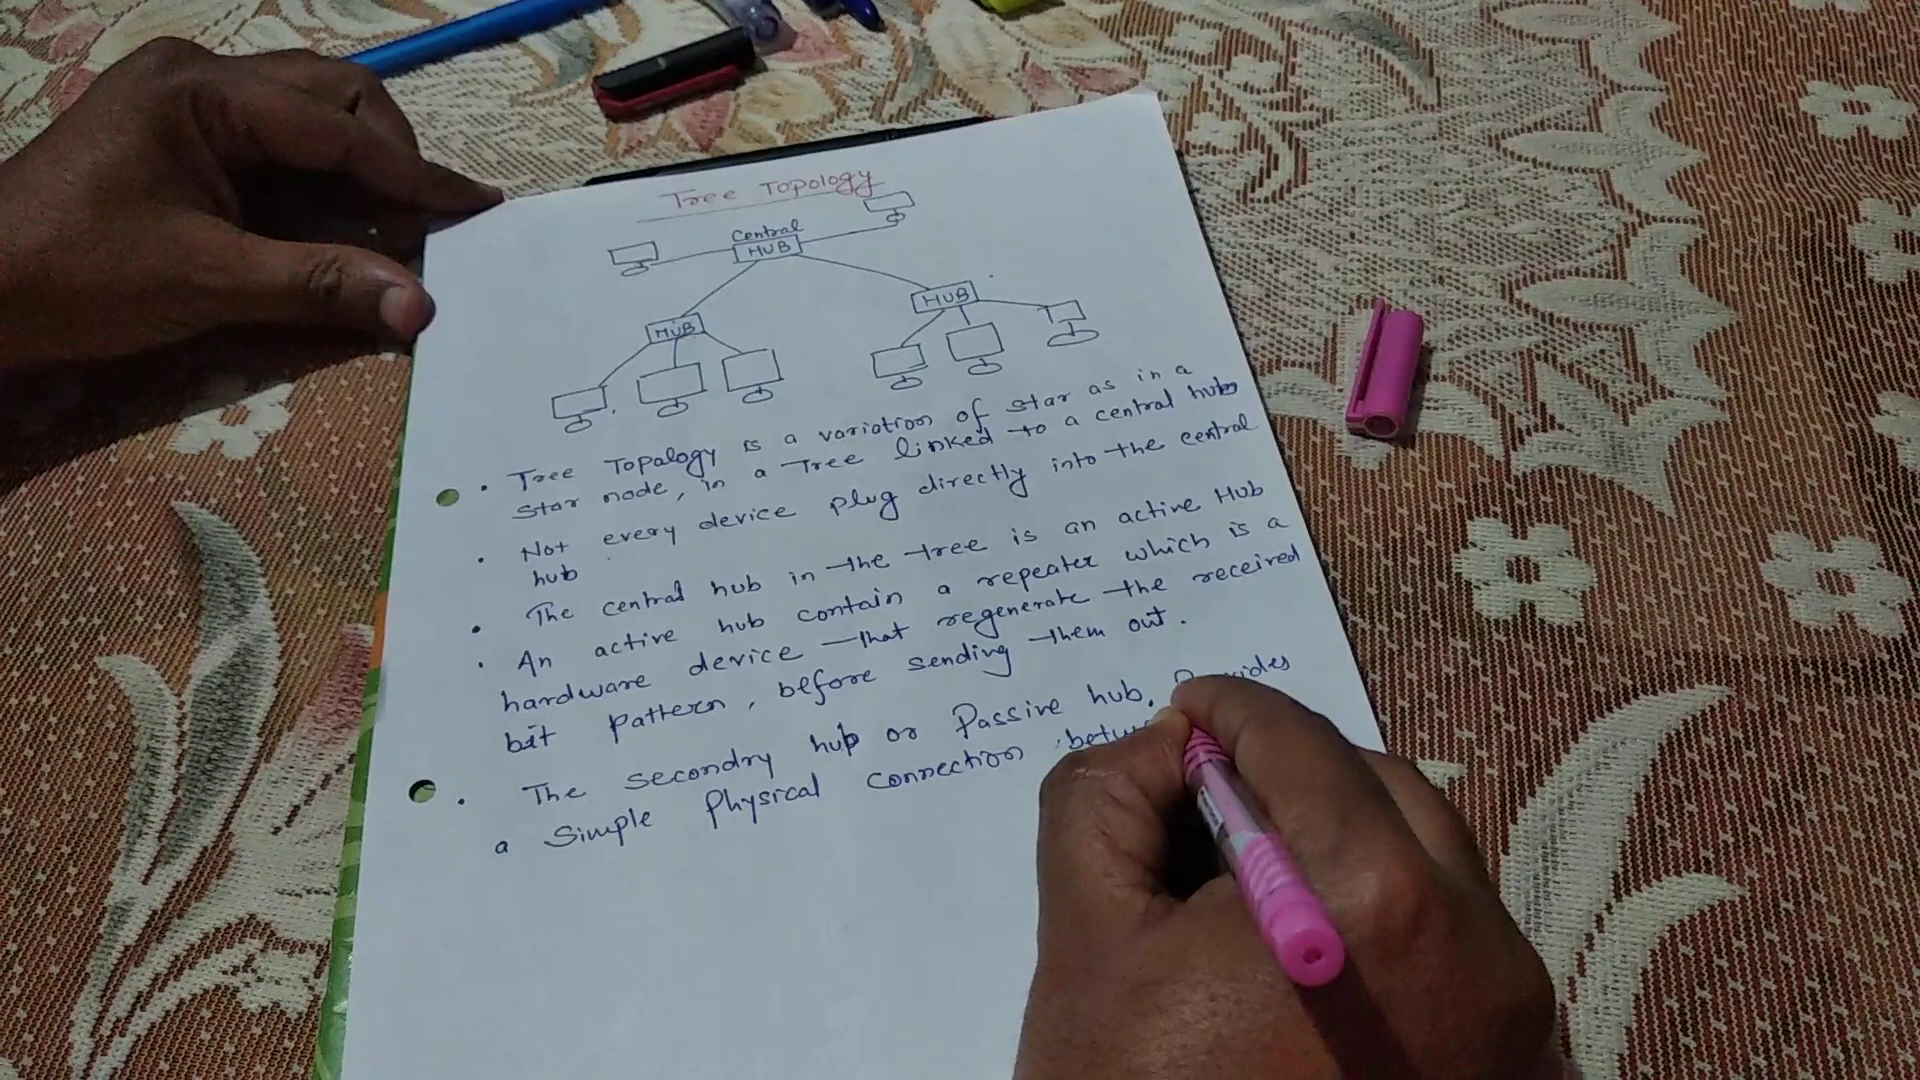 Tree Topology
Central
HUB
HUB
HUB
. Tree Topalogy is a variation of star as in a
star node, in a Tree linked to a central hub
. Not every device plug directly into the central
hub
. The central hub in the tree is an active Hub
. An active hub contain a repeater which is a
hardware device that regenerate the received
bit pattern, before sending them out.
. The secondry hub or Passive hub.
a Simple Physical connection